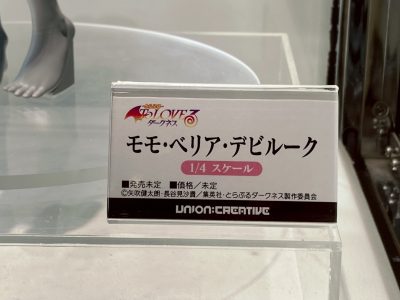 To LOVEる
ダークネス
モモ・ベリア・デビルーク
1/4 スケール
■発売未定 ■価格/未定
©矢吹健太朗・長谷見沙貴/集英社・とらぶるダークネス製作委員会
UNION:CREATIVE